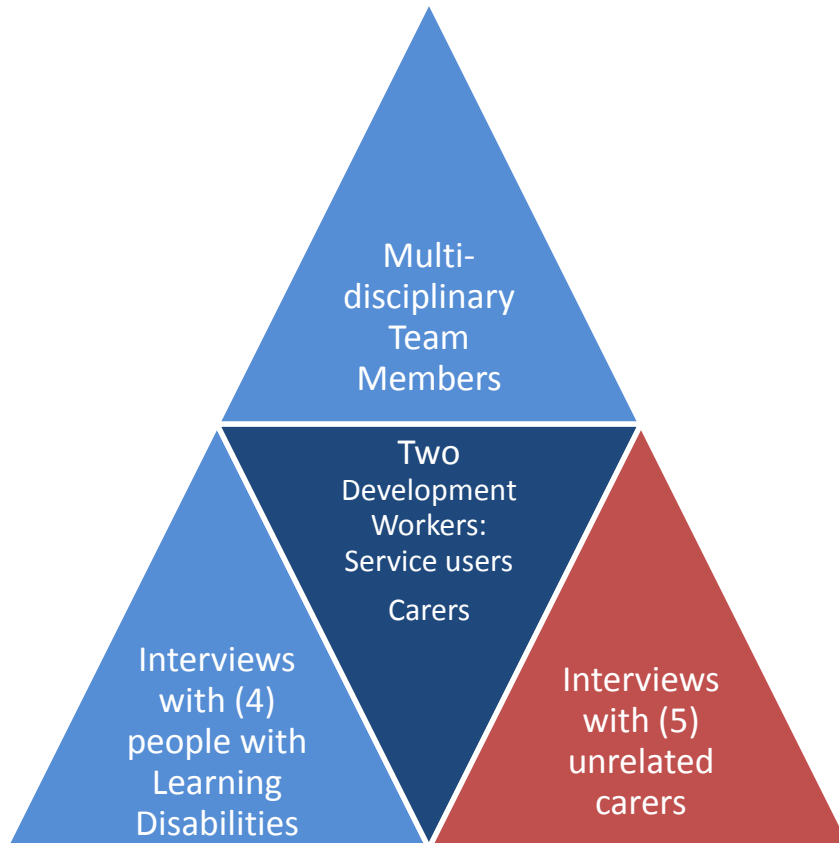 Multi-
disciplinary
Team
Members
Two
Development
Workers:
Service users
Carers
Interviews
with (4)
people with
Learning
Disabilities
Interviews
with (5)
unrelated
carers